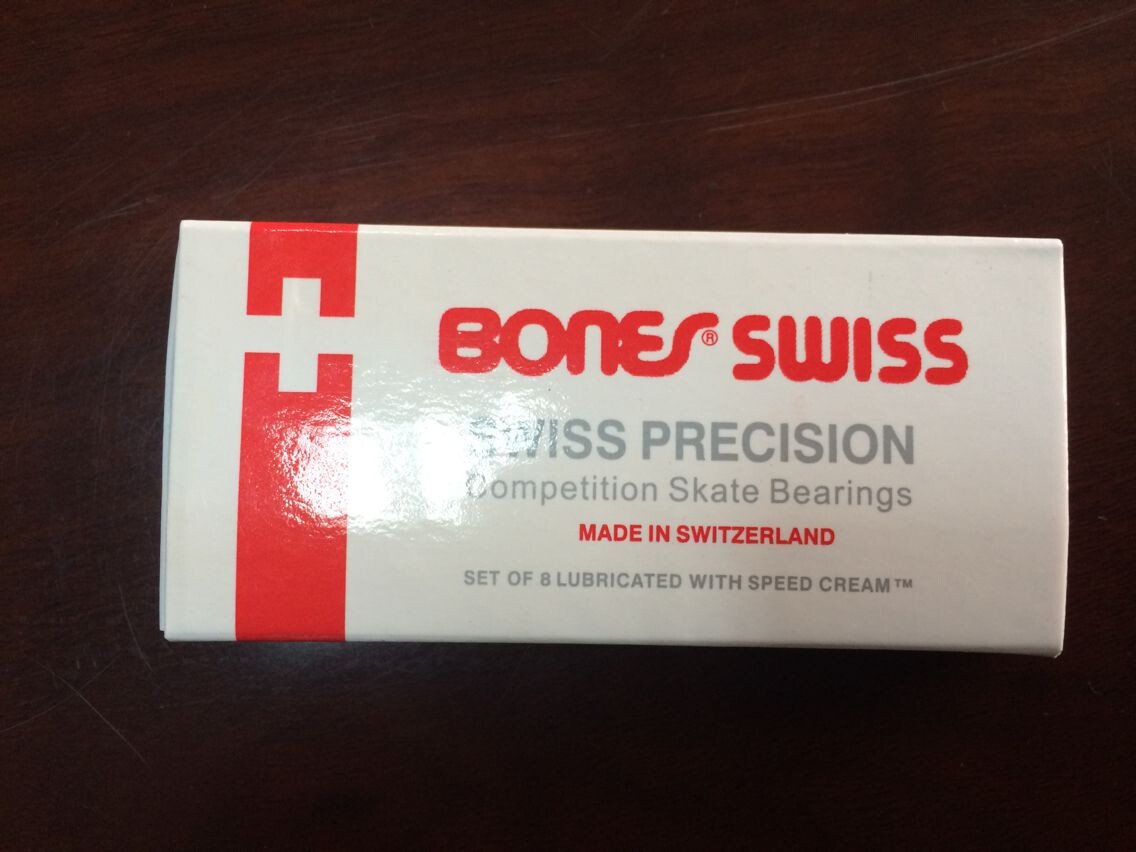 BONES® SWISS
SWISS PRECISION
Competition Skate Bearings
MADE IN SWITZERLAND
SET OF 8 LUBRICATED WITH SPEED CREAM™